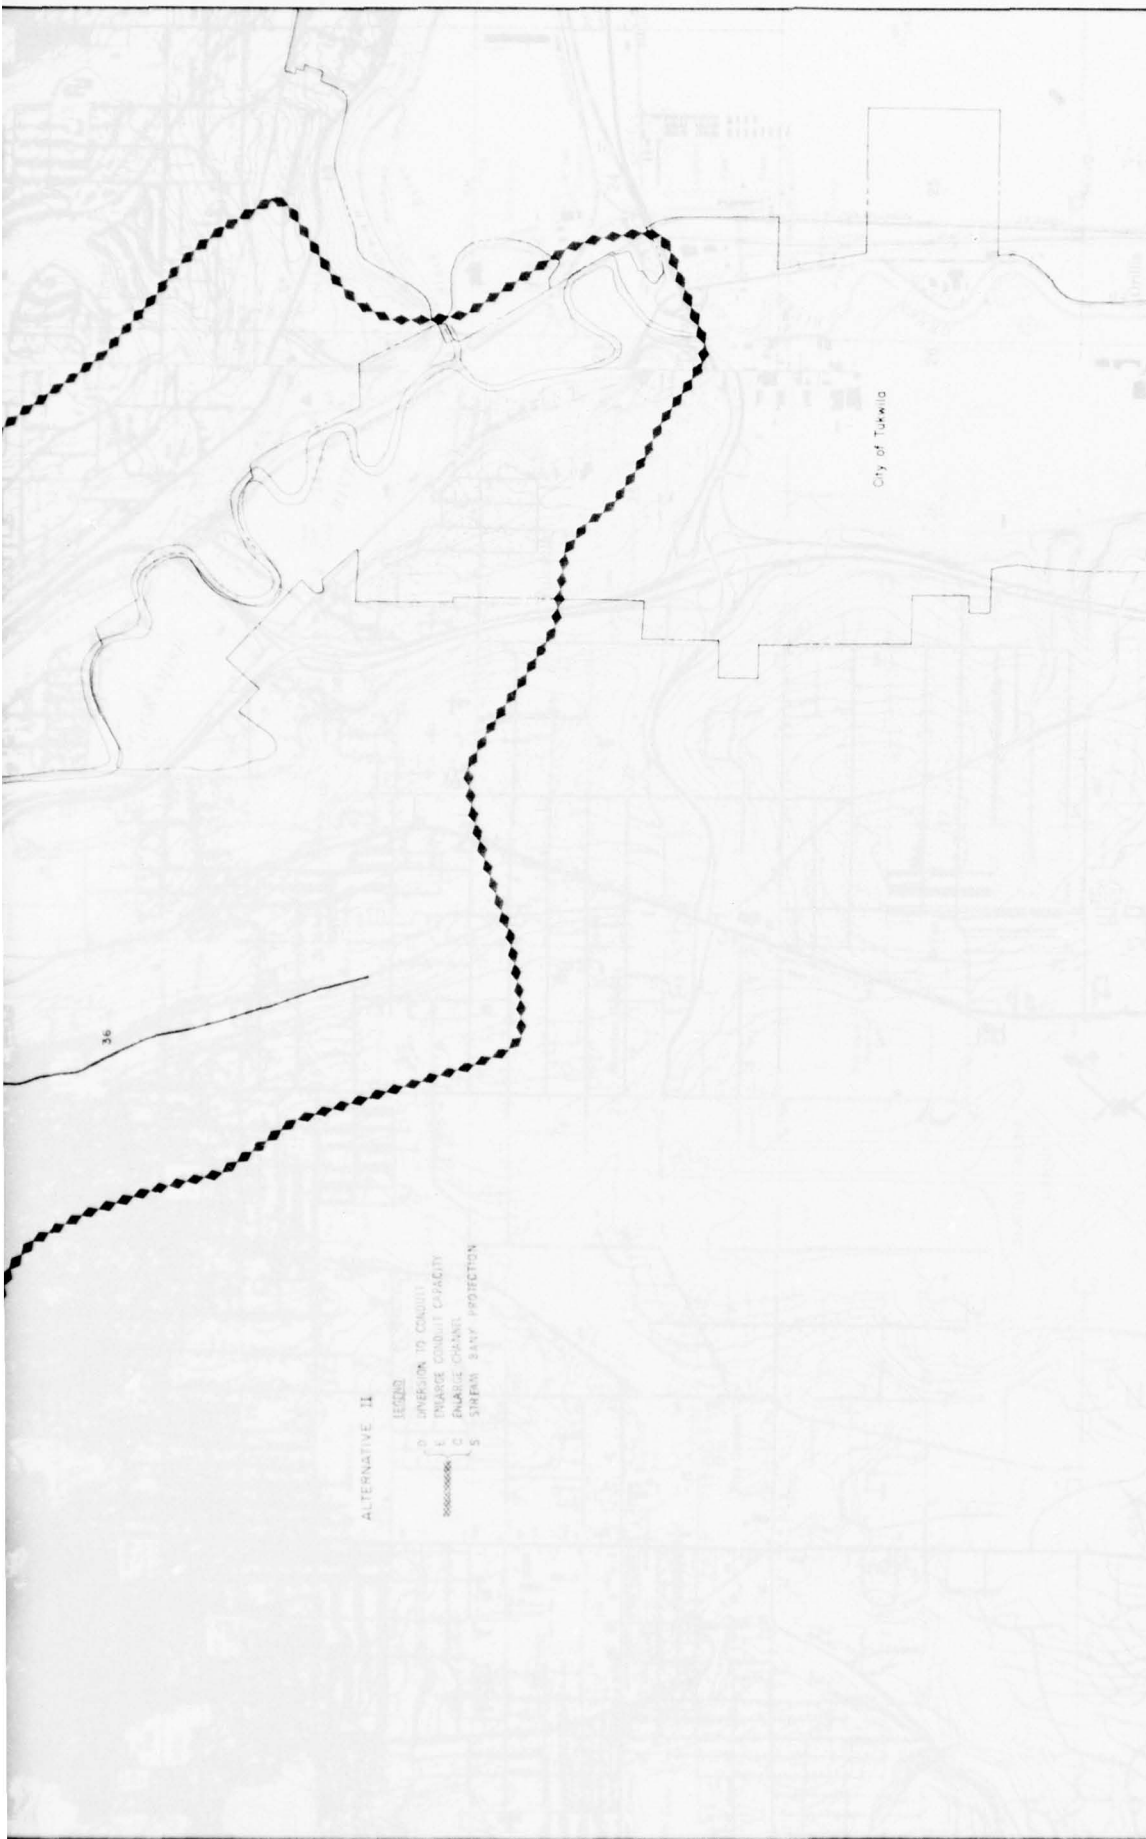 City of Tukwila
36
ALTERNATIVE II
LEGEND
D DIVERSION TO CONDUIT
E ENLARGE CONDUIT CAPACITY
C ENLARGE CHANNEL
S STREAM BANK PROTECTION